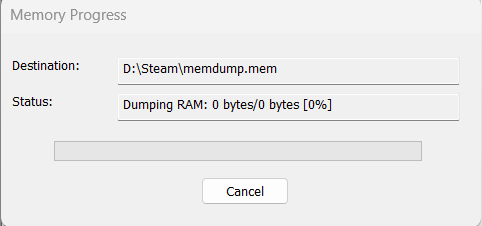 Memory Progress
Destination:
D:\Steam\memdump.mem
Status:
Dumping RAM: 0 bytes/0 bytes [0%]
Cancel